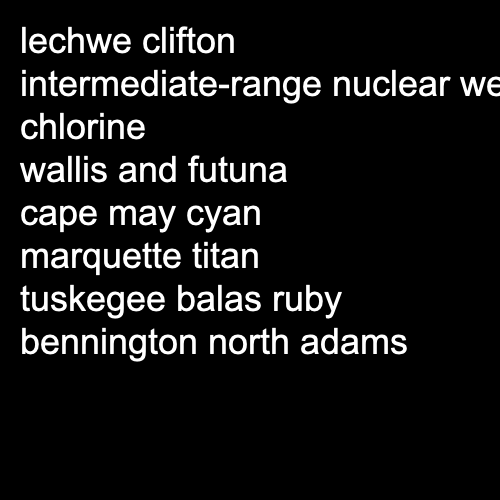 lechwe clifton
intermediate-range nuclear
chlorine
wallis and futuna
cape may cyan
marquette titan
tuskegee balas ruby
bennington north adams